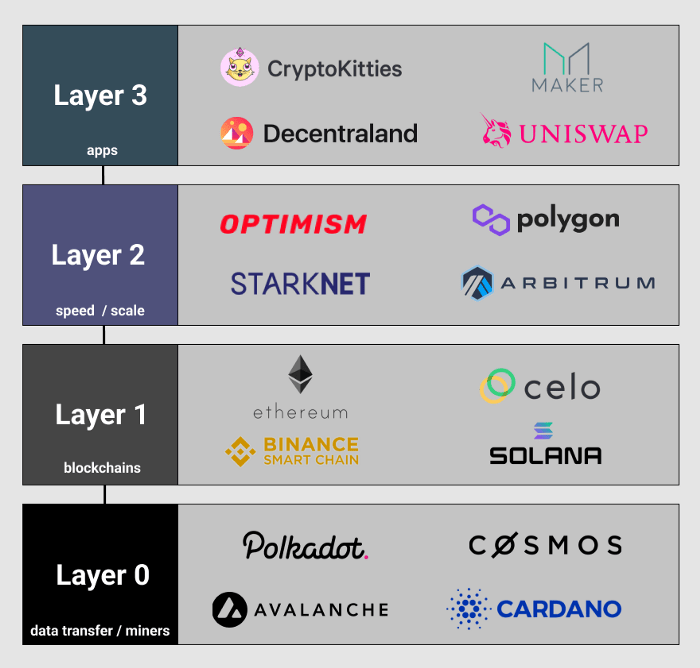 Layer 3
apps
CryptoKitties
MAKER
Decentraland
UNISWAP
Layer 2
speed / scale
OPTIMISM
polygon
STARKNET
ARBITRUM
Layer 1
blockchains
ethereum
celo
BINANCE
SMART CHAIN
SOLANA
Layer 0
data transfer / miners
Polkadot.
CØSMOS
AVALANCHE
CARDANO